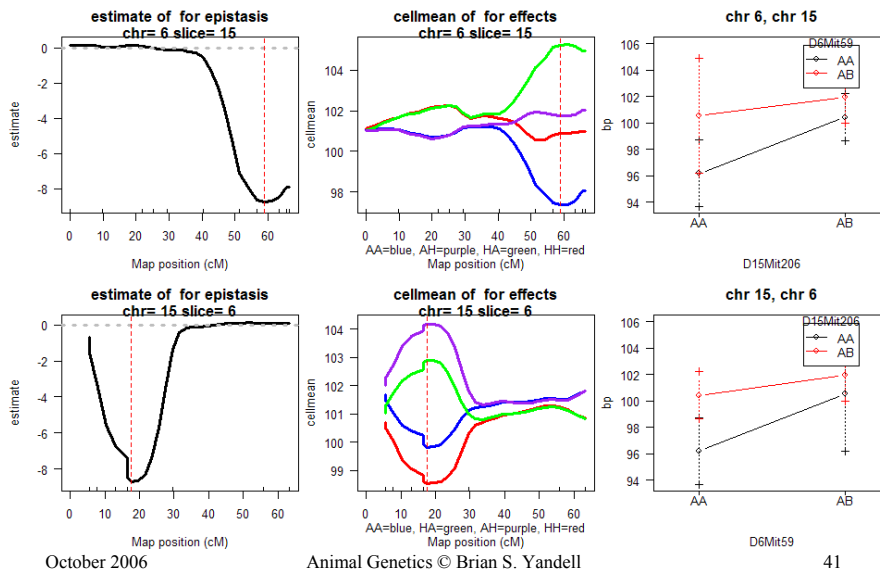 estimate of  for epistasis
chr= 6 slice= 15
estimate
0
-2
-4
-6
-8
0 10 20 30 40 50 60
Map position (cM)
cellmean of  for effects
chr= 6 slice= 15
cellmean
104
102
100
98
0 10 20 30 40 50 60
AA=blue, AH=purple, HA=green, HH=red
Map position (cM)
chr 6, chr 15
bp
106
104
102
100
98
96
94
D6Mit59
AA
AB
AA AB
D15Mit206
estimate of  for epistasis
chr= 15 slice= 6
estimate
0
-2
-4
-6
-8
0 10 20 30 40 50 60
Map position (cM)
cellmean of  for effects
chr= 15 slice= 6
cellmean
104
103
102
101
100
99
0 10 20 30 40 50 60
AA=blue, HA=green, AH=purple, HH=red
Map position (cM)
chr 15, chr 6
bp
106
104
102
100
98
96
94
D15Mit206
AA
AB
AA AB
D6Mit59
October 2006 Animal Genetics © Brian S. Yandell 41